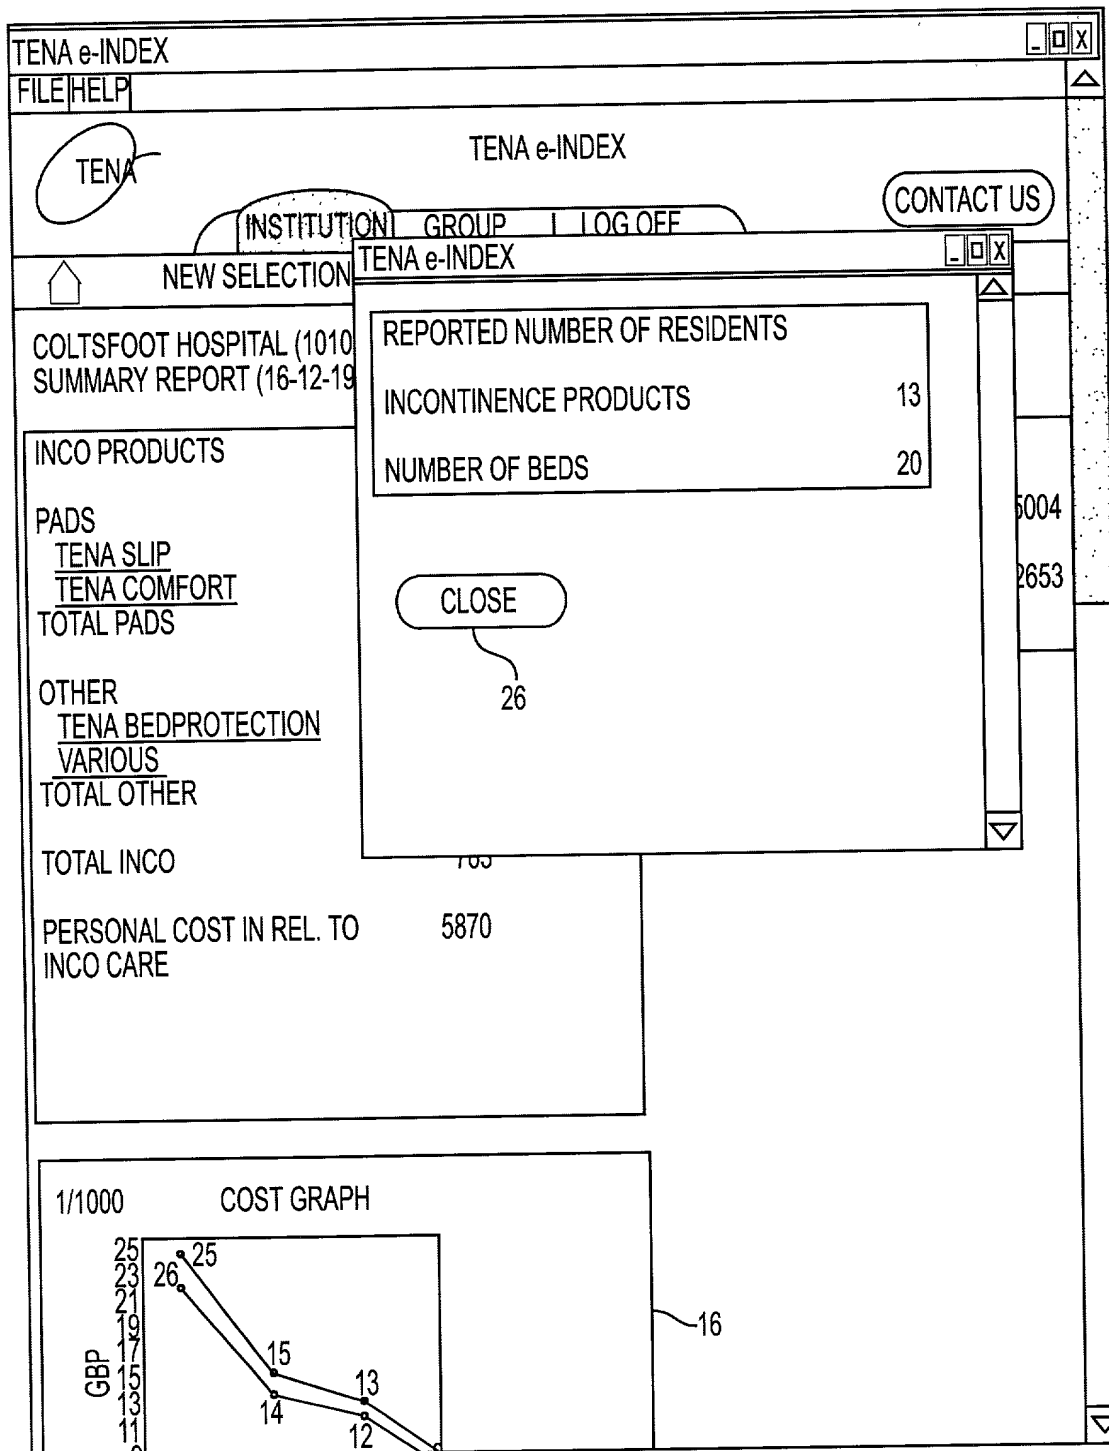 TENA e-INDEX
FILE HELP
TENA
TENA e-INDEX
CONTACT US
INSTITUTION GROUP LOG OFF
NEW SELECTION
COLTSFOOT HOSPITAL (1010
SUMMARY REPORT (16-12-19
TENA e-INDEX
REPORTED NUMBER OF RESIDENTS
INCONTINENCE PRODUCTS 13
NUMBER OF BEDS 20
CLOSE
26
5004
2653
INCO PRODUCTS
PADS
TENA SLIP
TENA COMFORT
TOTAL PADS
OTHER
TENA BEDPROTECTION
VARIOUS
TOTAL OTHER
TOTAL INCO
PERSONAL COST IN REL. TO 5870
INCO CARE
1/1000 COST GRAPH
25
23
21
19
17
15
13
11
GBP
25
26
15
14
13
12
16